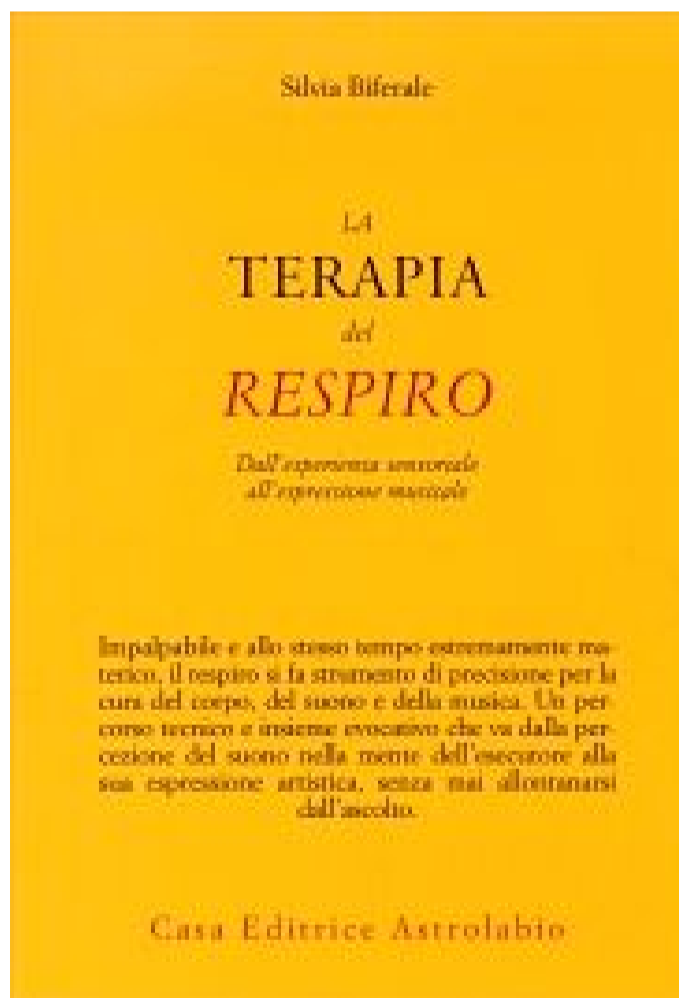 Silvia Biferale
LA
TERAPIA
del
RESPIRO
Dall'esperienza sensoriale
all'espressione musicale
Impalpabile e allo stesso tempo estremamente ma-
terico, il respiro si fa strumento di precisione per la
cura del corpo, del suono e della musica. Un per-
corso tecnico e insieme evocativo che va dalla per-
cezione del suono nella mente dell'esecutore alla
sua espressione artistica, senza mai allontanarsi
dall'ascolto.
Casa Editrice Astrolabio